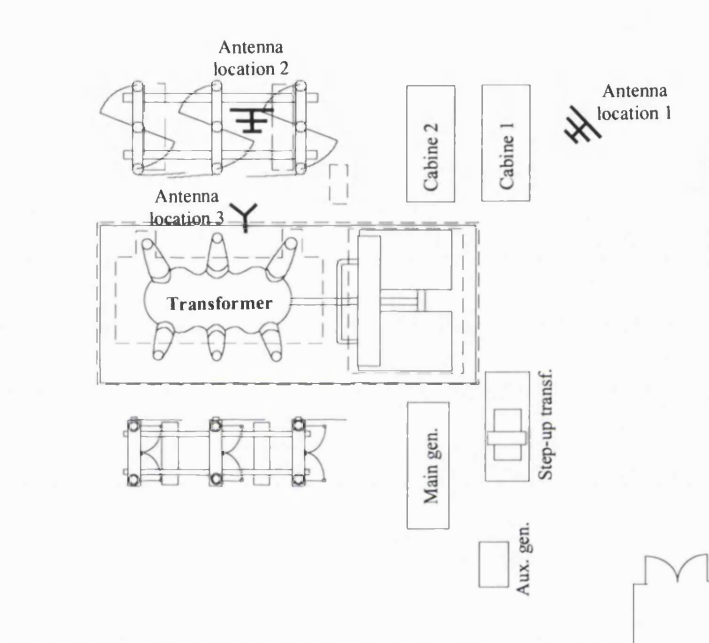 Antenna
location 2
Antenna
location 1
Cabine 2
Cabine 1
Antenna
location 3
Transformer
Main gen.
Step-up transf.
Aux. gen.